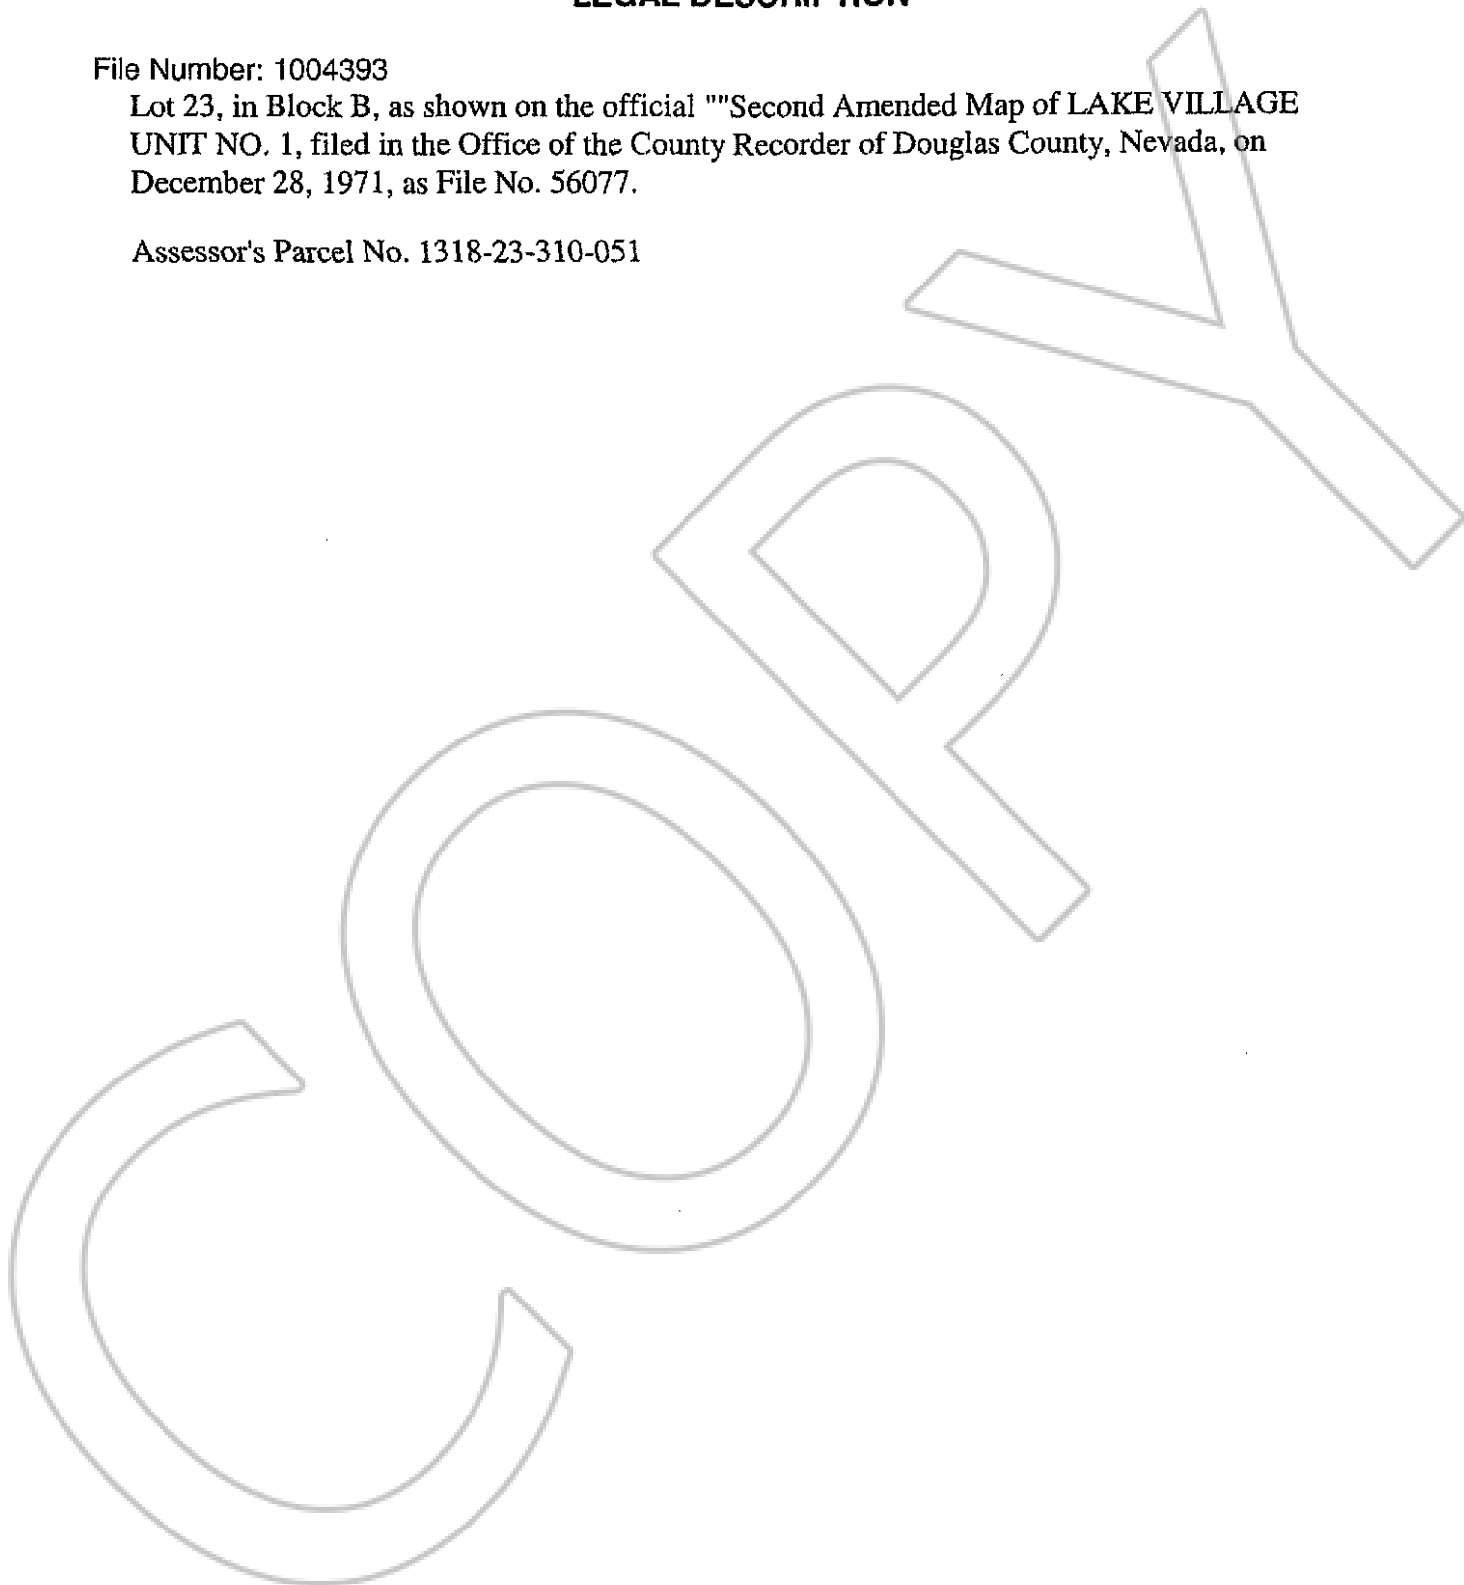 LEGAL DESCRIPTION
File Number: 1004393
Lot 23, in Block B, as shown on the official ""Second Amended Map of LAKE VILLAGE
UNIT NO. 1, filed in the Office of the County Recorder of Douglas County, Nevada, on
December 28, 1971, as File No. 56077.
Assessor's Parcel No. 1318-23-310-051
COPY